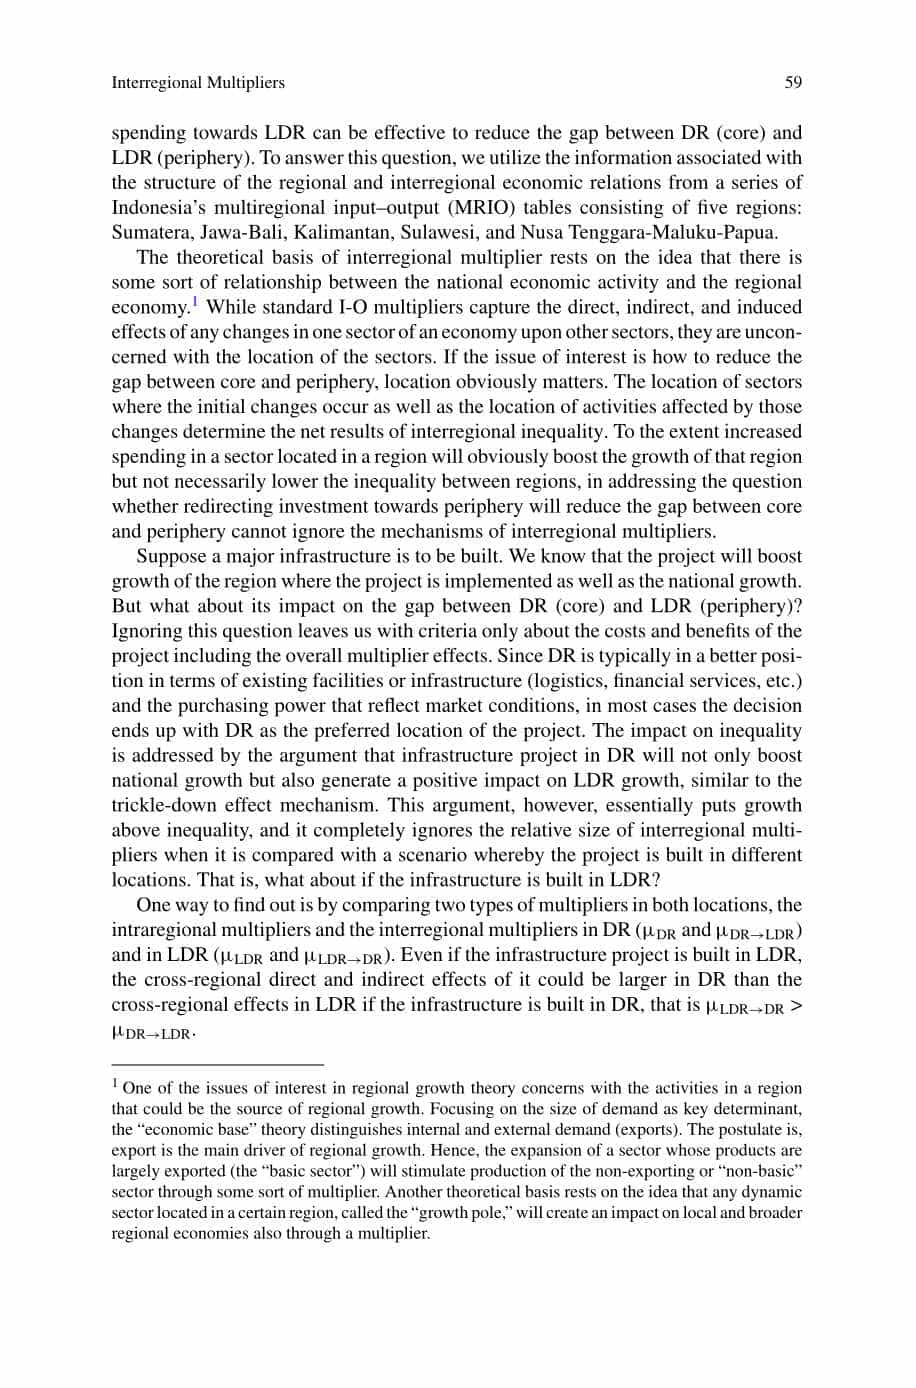 Interregional Multipliers 59
spending towards LDR can be effective to reduce the gap between DR (core) and
LDR (periphery). To answer this question, we utilize the information associated with
the structure of the regional and interregional economic relations from a series of
Indonesia's multiregional input–output (MRIO) tables consisting of five regions:
Sumatera, Jawa-Bali, Kalimantan, Sulawesi, and Nusa Tenggara-Maluku-Papua.
The theoretical basis of interregional multiplier rests on the idea that there is
some sort of relationship between the national economic activity and the regional
economy.1 While standard I-O multipliers capture the direct, indirect, and induced
effects of any changes in one sector of an economy upon other sectors, they are uncon-
cerned with the location of the sectors. If the issue of interest is how to reduce the
gap between core and periphery, location obviously matters. The location of sectors
where the initial changes occur as well as the location of activities affected by those
changes determine the net results of interregional inequality. To the extent increased
spending in a sector located in a region will obviously boost the growth of that region
but not necessarily lower the inequality between regions, in addressing the question
whether redirecting investment towards periphery will reduce the gap between core
and periphery cannot ignore the mechanisms of interregional multipliers.
Suppose a major infrastructure is to be built. We know that the project will boost
growth of the region where the project is implemented as well as the national growth.
But what about its impact on the gap between DR (core) and LDR (periphery)?
Ignoring this question leaves us with criteria only about the costs and benefits of the
project including the overall multiplier effects. Since DR is typically in a better posi-
tion in terms of existing facilities or infrastructure (logistics, financial services, etc.)
and the purchasing power that reflect market conditions, in most cases the decision
ends up with DR as the preferred location of the project. The impact on inequality
is addressed by the argument that infrastructure project in DR will not only boost
national growth but also generate a positive impact on LDR growth, similar to the
trickle-down effect mechanism. This argument, however, essentially puts growth
above inequality, and it completely ignores the relative size of interregional multi-
pliers when it is compared with a scenario whereby the project is built in different
locations. That is, what about if the infrastructure is built in LDR?
One way to find out is by comparing two types of multipliers in both locations, the
intraregional multipliers and the interregional multipliers in DR (μDR and μDR→LDR)
and in LDR (μLDR and μLDR→DR). Even if the infrastructure project is built in LDR,
the cross-regional direct and indirect effects of it could be larger in DR than the
cross-regional effects in LDR if the infrastructure is built in DR, that is μLDR→DR >
μDR→LDR.
1 One of the issues of interest in regional growth theory concerns with the activities in a region
that could be the source of regional growth. Focusing on the size of demand as key determinant,
the “economic base” theory distinguishes internal and external demand (exports). The postulate is,
export is the main driver of regional growth. Hence, the expansion of a sector whose products are
largely exported (the “basic sector”) will stimulate production of the non-exporting or “non-basic”
sector through some sort of multiplier. Another theoretical basis rests on the idea that any dynamic
sector located in a certain region, called the “growth pole,” will create an impact on local and broader
regional economies also through a multiplier.